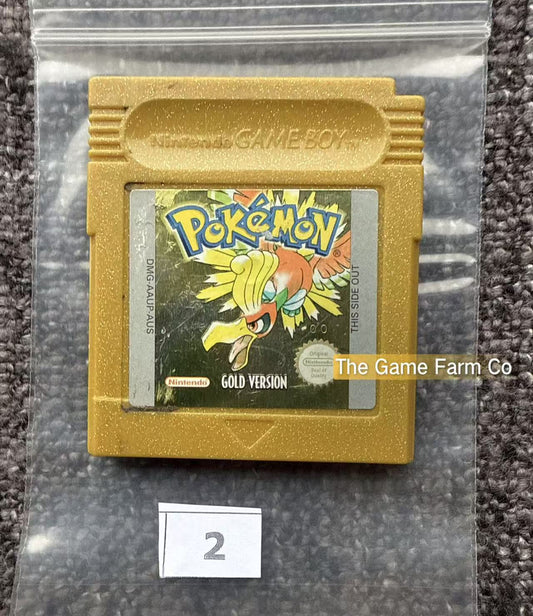 Nintendo GAME BOY TM
POKéMON
DMG-AAUP-AUS
THIS SIDE OUT
Original
Nintendo
Seal of
Quality
The Game Farm Co
Nintendo
GOLD VERSION
2